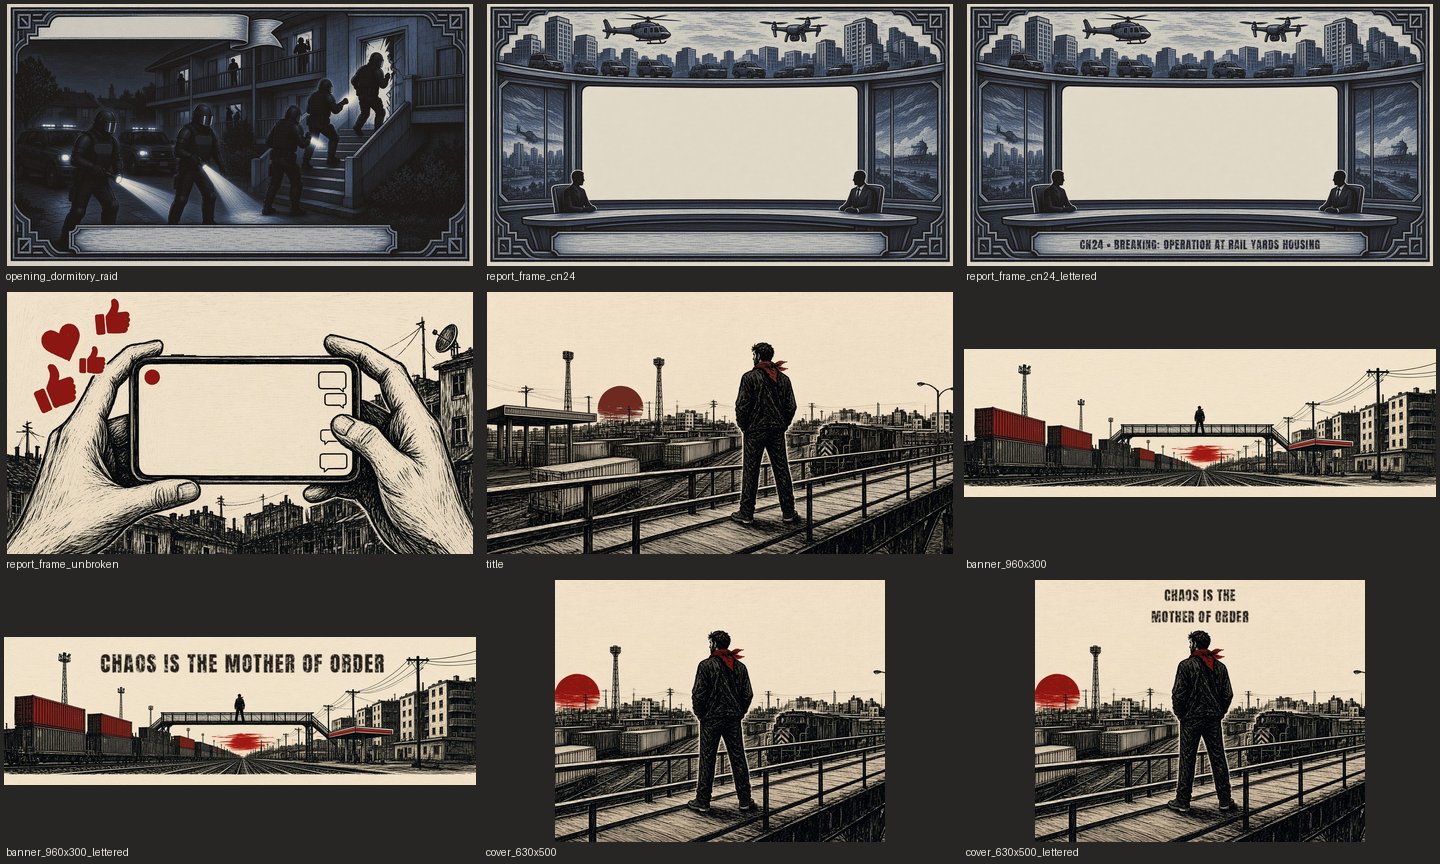 opening_dormitory_raid
report_frame_cn24
CN24 • BREAKING: OPERATION AT RAIL YARDS HOUSING
report_frame_cn24_lettered
report_frame_unbroken
title
banner_960x300
CHAOS IS THE MOTHER OF ORDER
banner_960x300_lettered
cover_630x500
CHAOS IS THE
MOTHER OF ORDER
cover_630x500_lettered